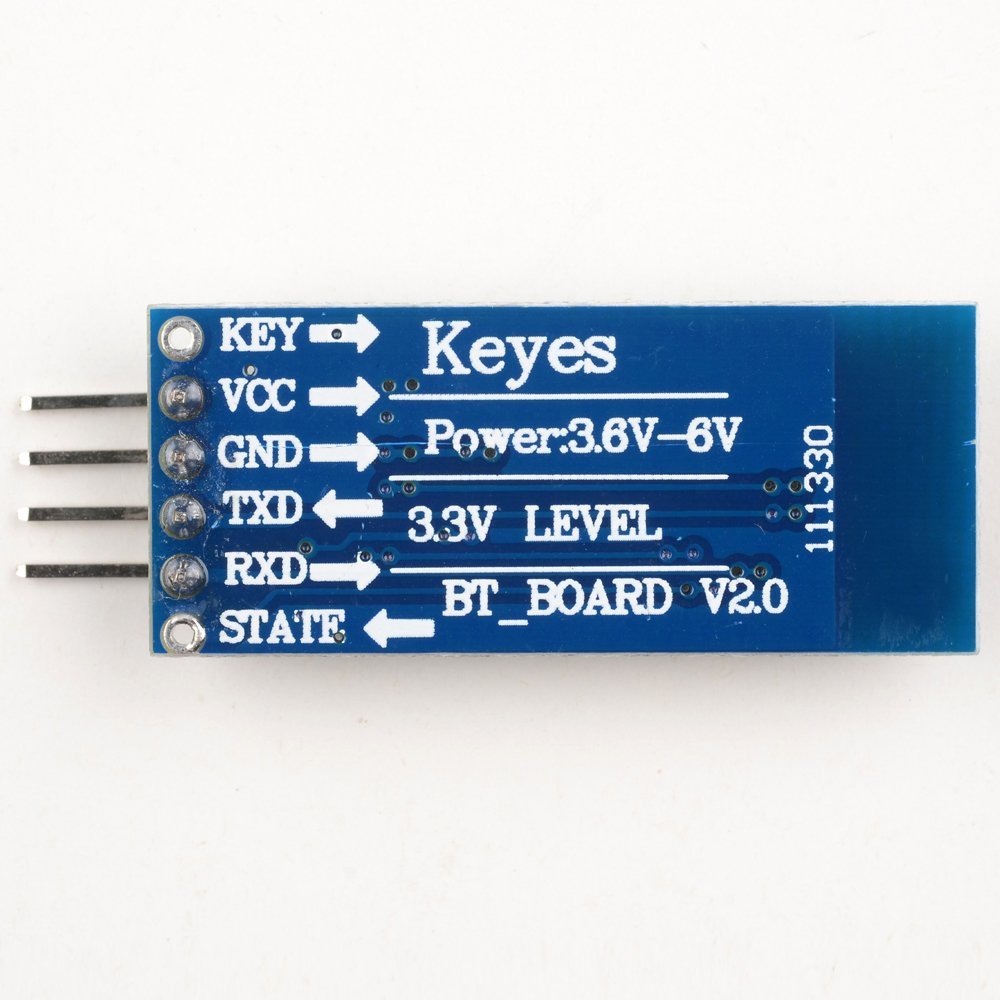 KEY
VCC
GND
TXD
RXD
STATE
Keyes
Power:3.6V-6V
3.3V LEVEL
BT_BOARD V2.0
111330